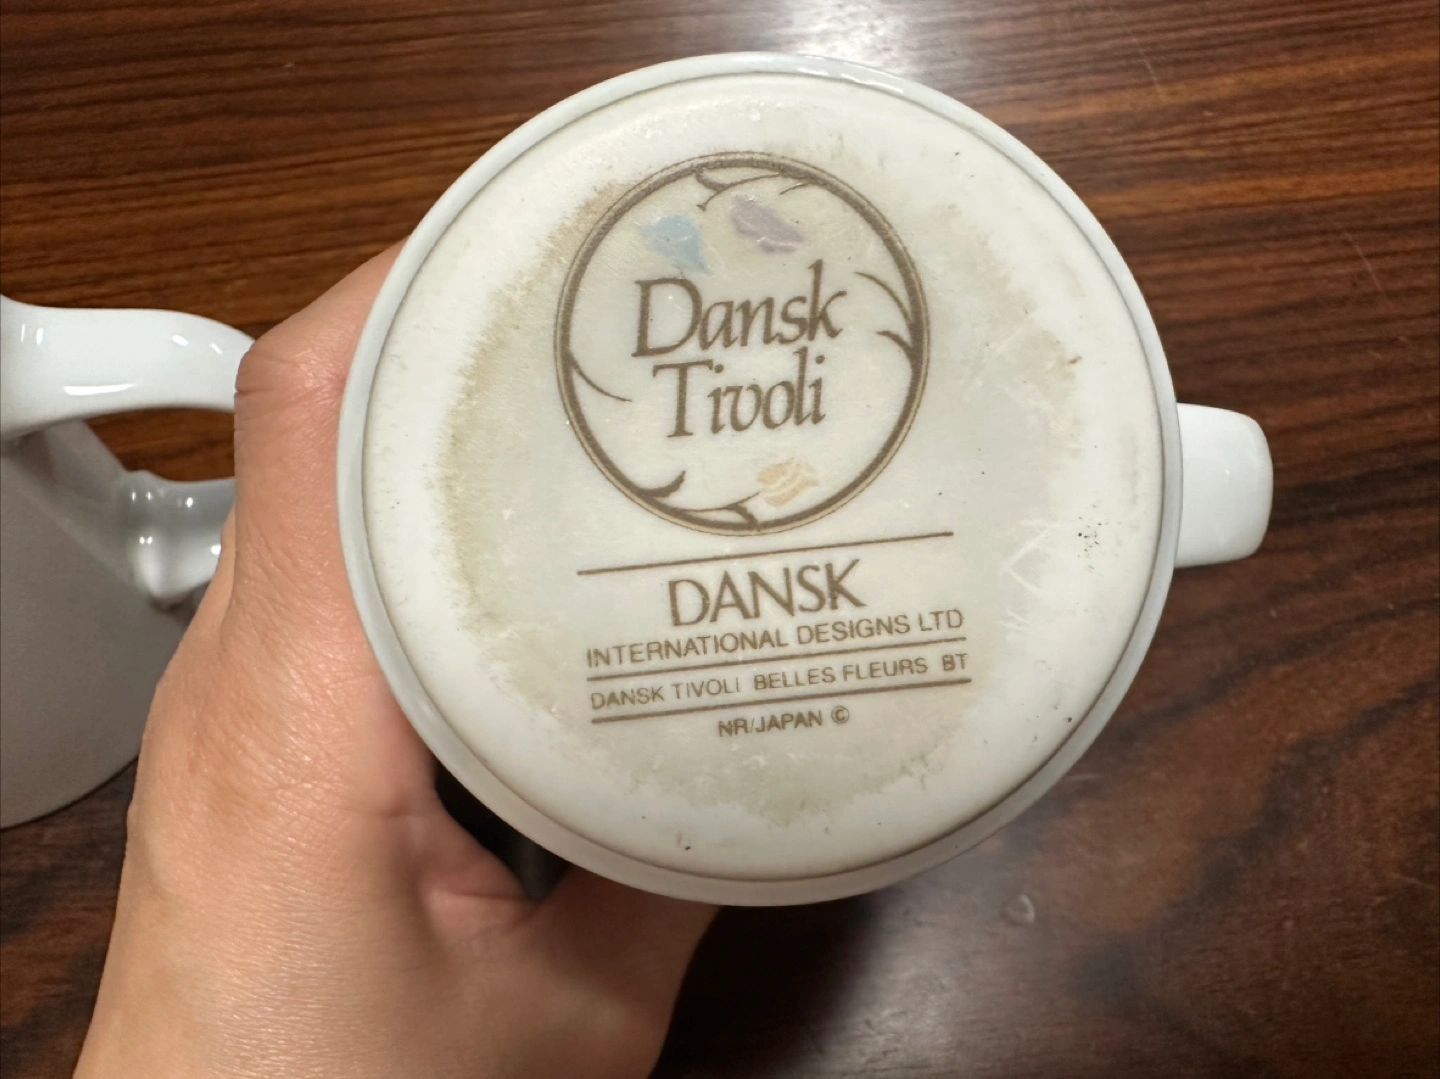 Dansk
Tivoli
DANSK
INTERNATIONAL DESIGNS LTD
DANSK TIVOLI BELLES FLEURS BT
NR/JAPAN ©